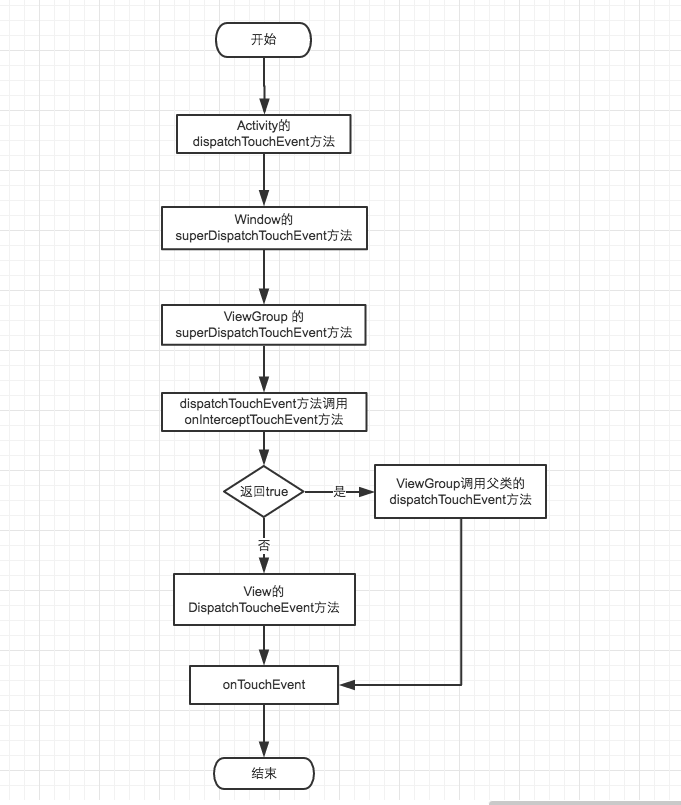 开始
Activity的
dispatchTouchEvent方法
Window的
superDispatchTouchEvent方法
ViewGroup 的
superDispatchTouchEvent方法
dispatchTouchEvent方法调用
onInterceptTouchEvent方法
返回true
是
ViewGroup调用父类的
dispatchTouchEvent方法
否
View的
DispatchToucheEvent方法
onTouchEvent
结束